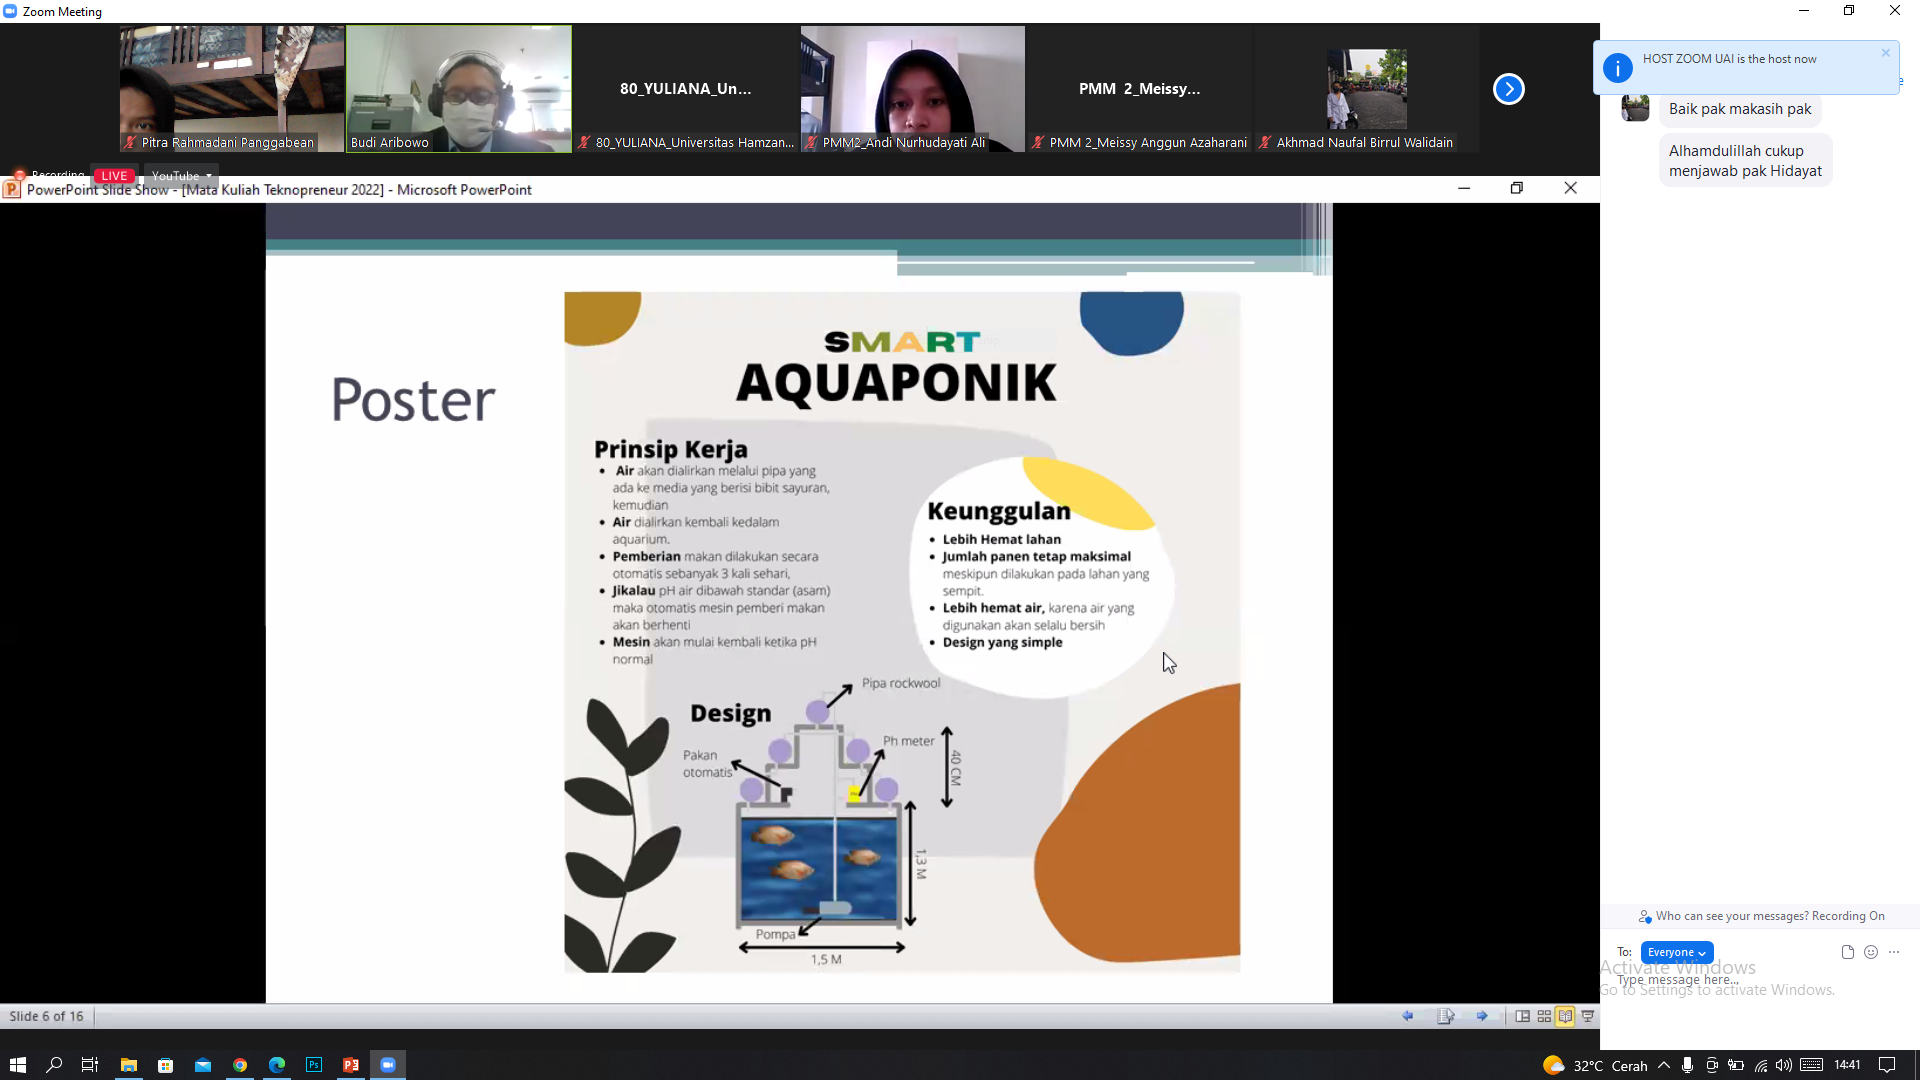 Zoom Meeting
80_YULIANA_Un...
PMM 2_Meissy...
Pitra Rahmadani Panggabean
Budi Aribowo
80_YULIANA_Universitas Hamzan...
PMM2_Andi Nurhudayati Ali
PMM 2_Meissy Anggun Azaharani
Akhmad Naufal Birrul Walidain
HOST ZOOM UAI is the host now
Baik pak makasih pak
Alhamdulillah cukup
menjawab pak Hidayat
Recording
LIVE
YouTube
PowerPoint Slide Show - [Mata Kuliah Teknopreneur 2022] - Microsoft PowerPoint
Poster
SMART
AQUAPONIK
Prinsip Kerja
• Air akan dialirkan melalui pipa yang
ada ke media yang berisi bibit sayuran,
kemudian
• Air dialirkan kembali kedalam
aquarium.
• Pemberian makan dilakukan secara
otomatis sebanyak 3 kali sehari,
• Jikalau pH air dibawah standar (asam)
maka otomatis mesin pemberi makan
akan berhenti
• Mesin akan mulai kembali ketika pH
normal
Keunggulan
• Lebih Hemat lahan
• Jumlah panen tetap maksimal
meskipun dilakukan pada lahan yang
sempit.
• Lebih hemat air, karena air yang
digunakan akan selalu bersih
• Design yang simple
Design
Pipa rockwool
Ph meter
Pakan
otomatis
40 CM
1,3 M
Pompa
1,5 M
Who can see your messages? Recording On
To: Everyone
Type message here...
Activate Windows
Go to Settings to activate Windows.
Slide 6 of 16
Ps
32°C Cerah
14:41